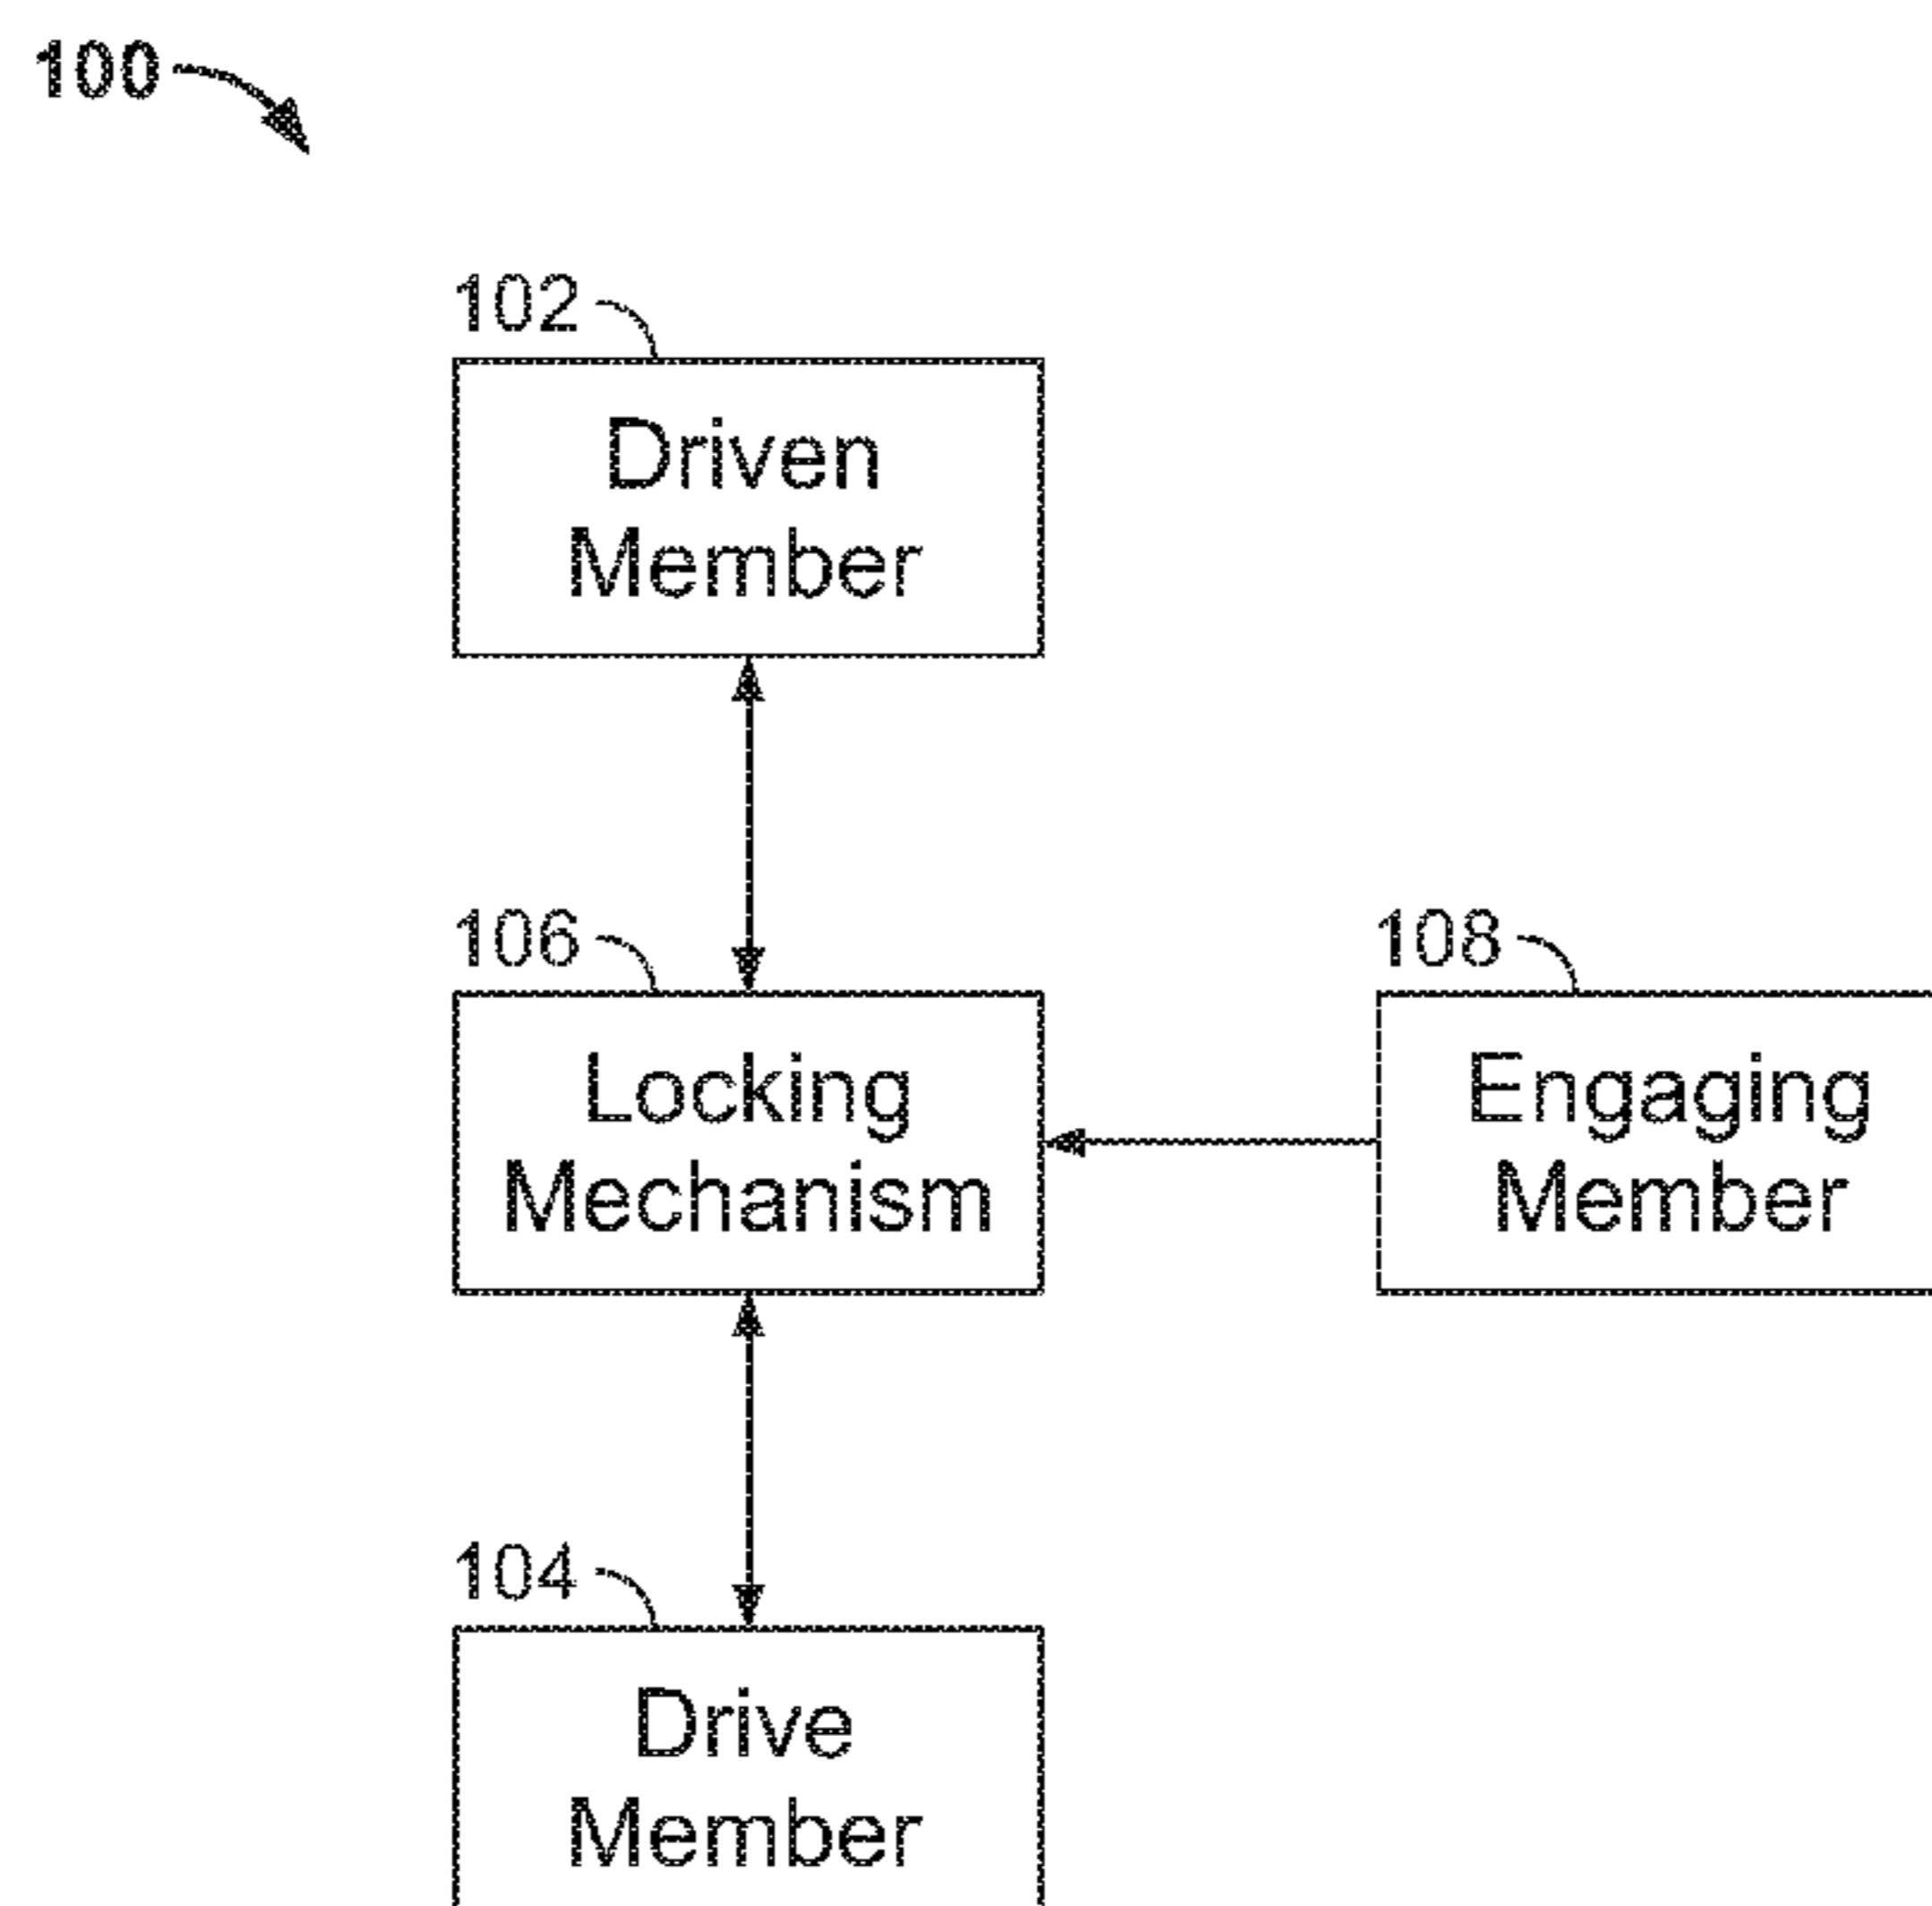 100
102
Driven
Member
106
Locking
Mechanism
108
Engaging
Member
104
Drive
Member